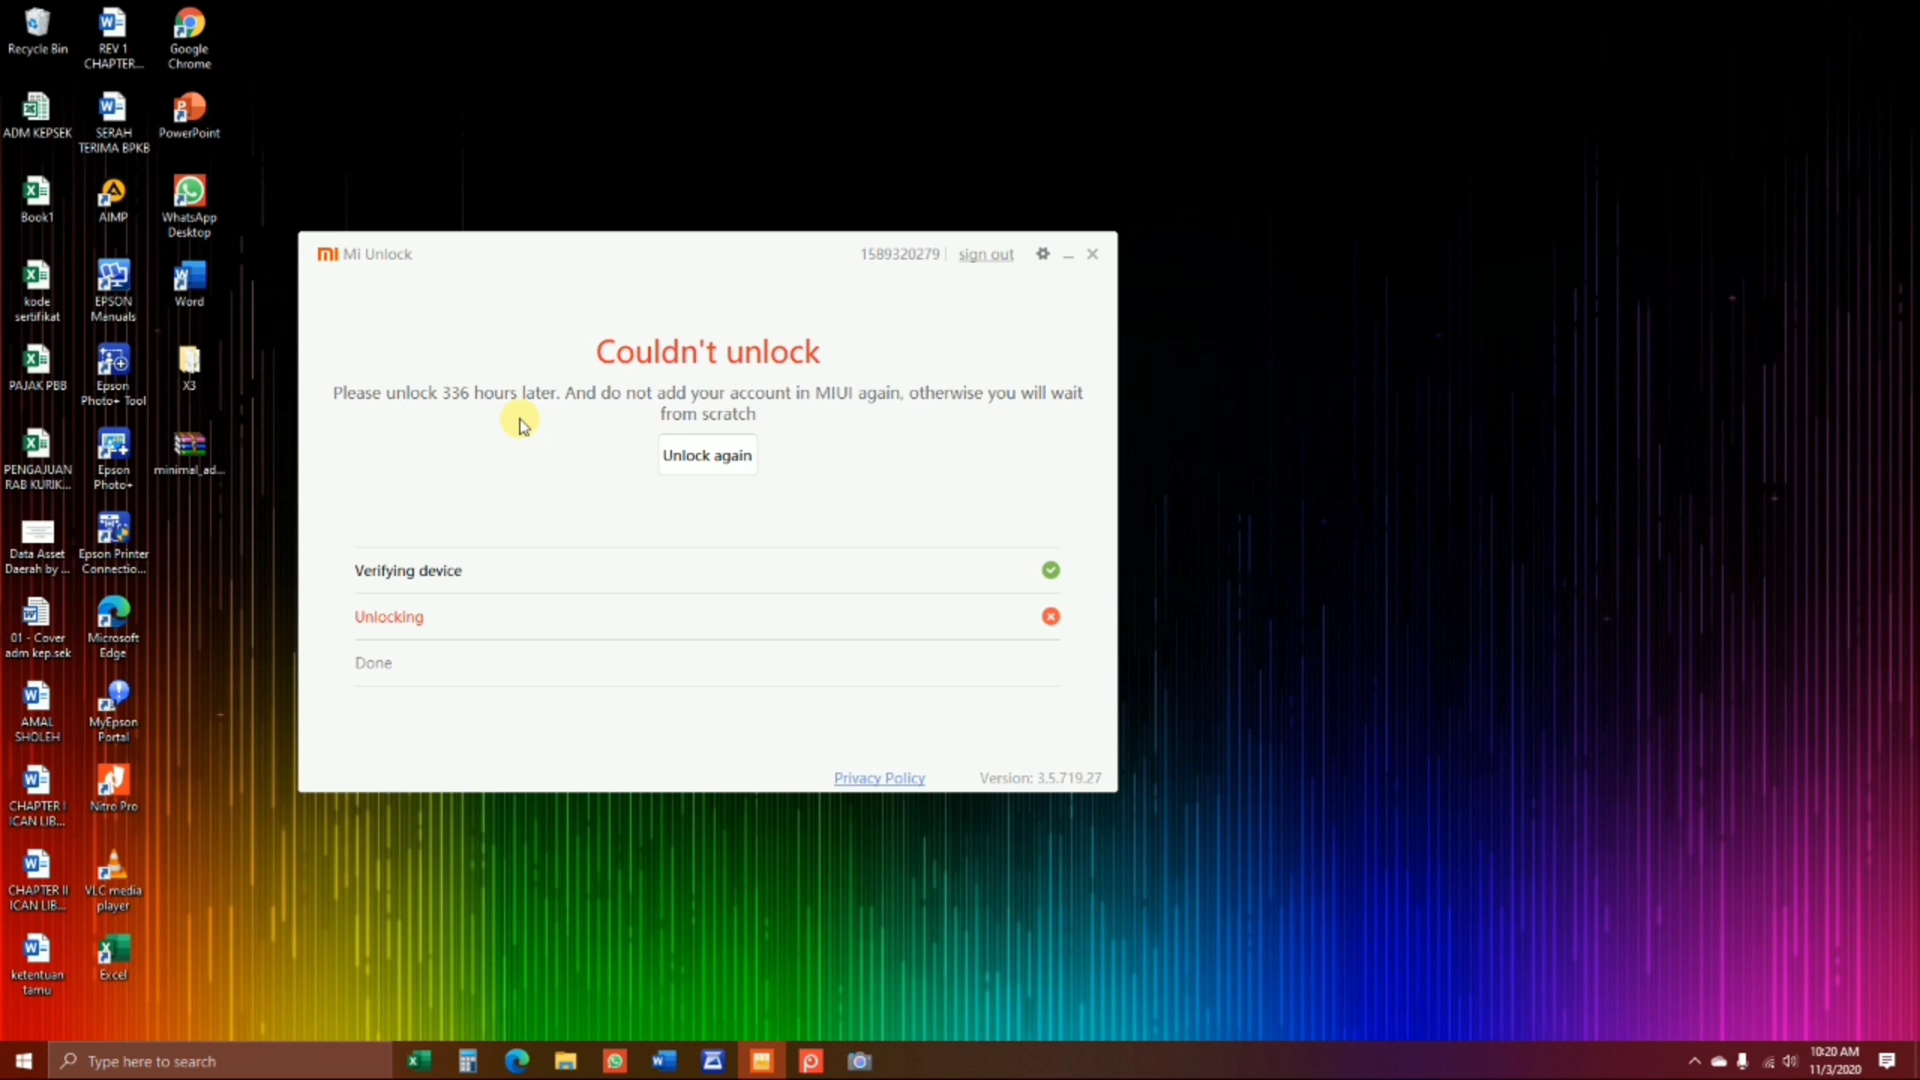 Recycle Bin
REV 1
CHAPTER...
Google
Chrome
ADM KEPSEK
SERAH
TERIMA BPKB
PowerPoint
Book1
AIMP
WhatsApp
Desktop
kode
sertifikat
EPSON
Manuals
Word
PAJAK PBB
Epson
Photo+ Tool
X3
PENGAJUAN
RAB KURIK...
Epson
Photo+
minimal_ad...
Data Asset
Daerah by ...
Epson Printer
Connectio...
01 - Cover
adm kep.sek
Microsoft
Edge
AMAL
SHOLEH
MyEpson
Portal
CHAPTER I
ICAN LIB...
Nitro Pro
CHAPTER II
ICAN LIB...
VLC media
player
ketentuan
tamu
Excel
mi Mi Unlock
1589320279
sign out
Couldn't unlock
Please unlock 336 hours later. And do not add your account in MIUI again, otherwise you will wait
from scratch
Unlock again
Verifying device
Unlocking
Done
Privacy Policy
Version: 3.5.719.27
Type here to search
10:20 AM
11/3/2020